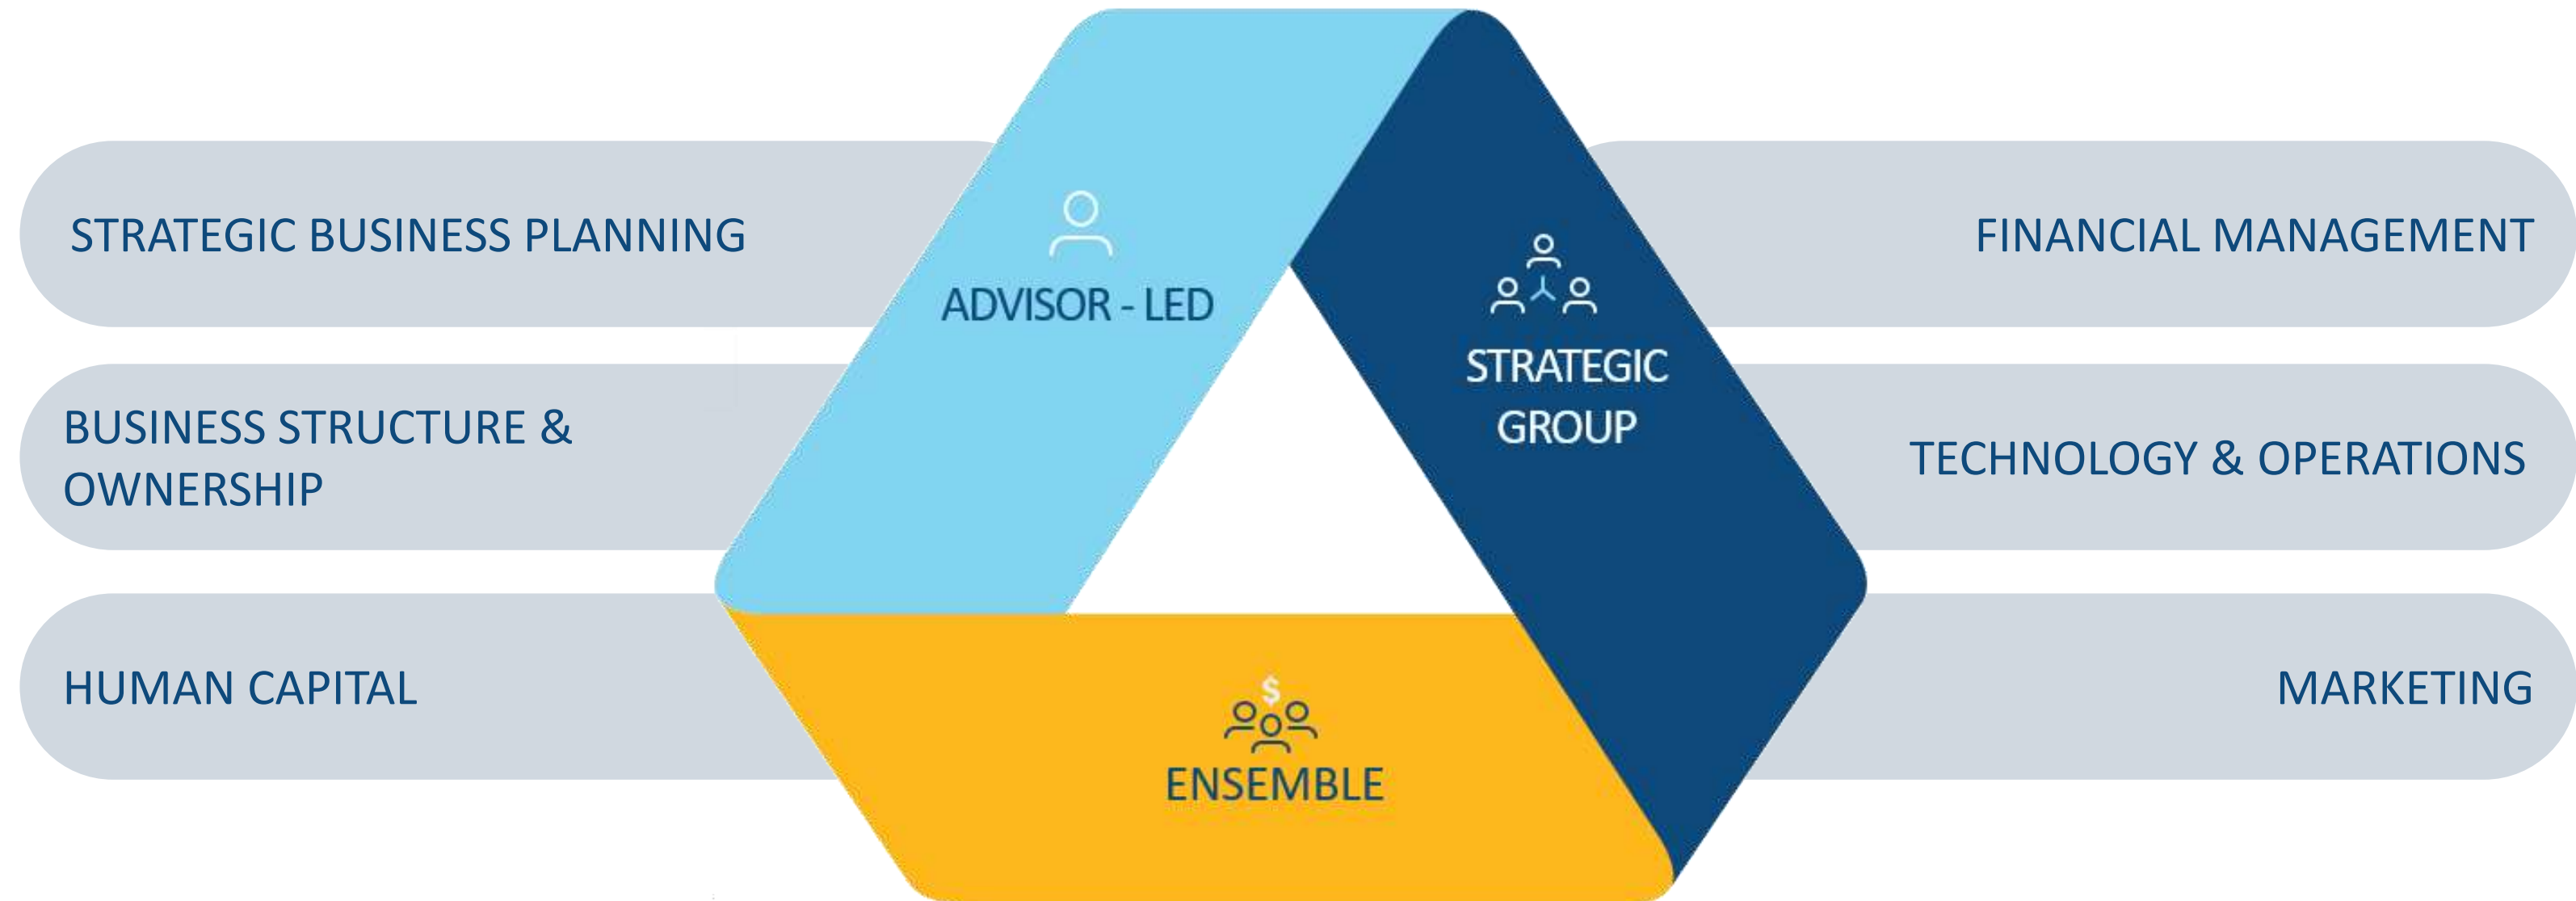 STRATEGIC BUSINESS PLANNING
BUSINESS STRUCTURE &
OWNERSHIP
HUMAN CAPITAL
ADVISOR - LED
STRATEGIC
GROUP
$
ENSEMBLE
FINANCIAL MANAGEMENT
TECHNOLOGY & OPERATIONS
MARKETING